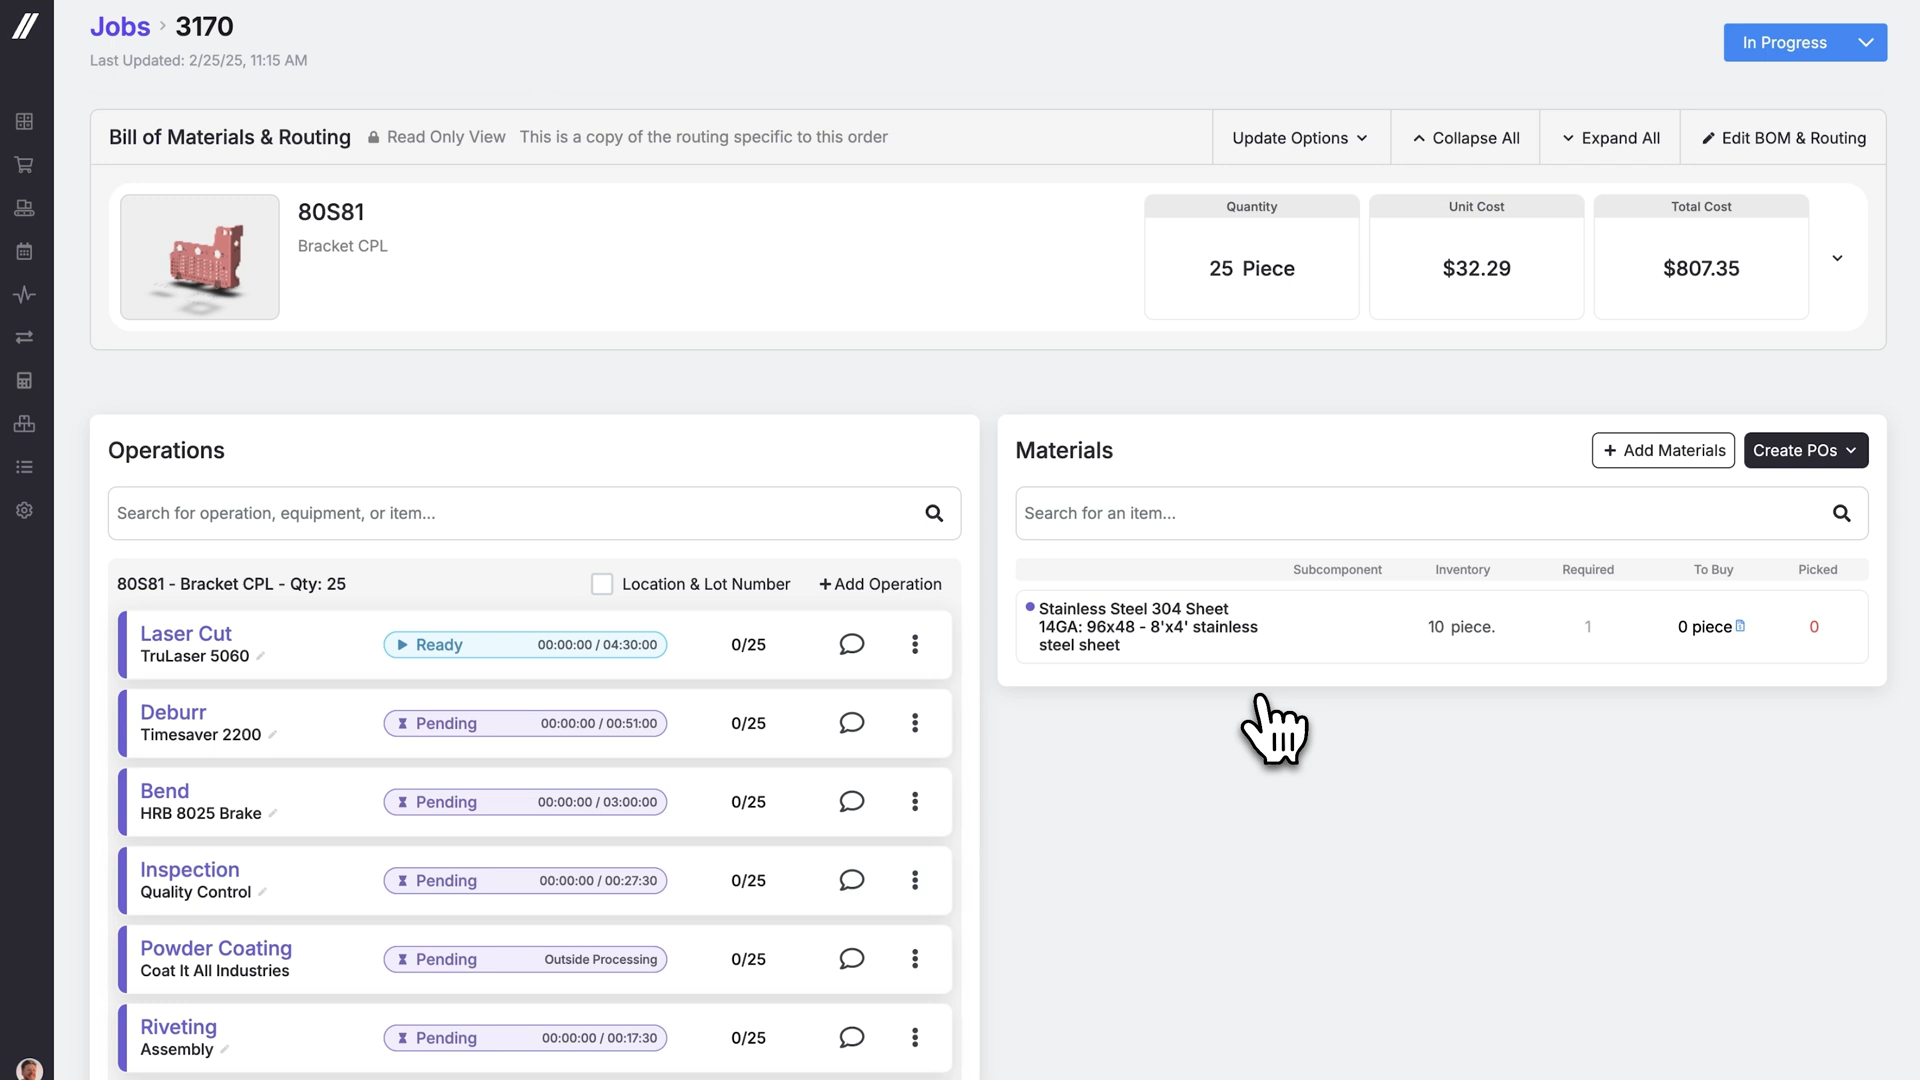 Jobs › 3170
Last Updated: 2/25/25, 11:15 AM
In Progress
Bill of Materials & Routing Read Only View This is a copy of the routing specific to this order
Update Options Collapse All Expand All Edit BOM & Routing
80S81
Bracket CPL
Quantity
25 Piece
Unit Cost
$32.29
Total Cost
$807.35
Operations
Search for operation, equipment, or item...
80S81 - Bracket CPL - Qty: 25 Location & Lot Number +Add Operation
Laser Cut
TruLaser 5060
Ready 00:00:00 / 04:30:00 0/25
Deburr
Timesaver 2200
Pending 00:00:00 / 00:51:00 0/25
Bend
HRB 8025 Brake
Pending 00:00:00 / 03:00:00 0/25
Inspection
Quality Control
Pending 00:00:00 / 00:27:30 0/25
Powder Coating
Coat It All Industries
Pending Outside Processing 0/25
Riveting
Assembly
Pending 00:00:00 / 00:17:30 0/25
Materials
+ Add Materials Create POs
Search for an item...
Subcomponent Inventory Required To Buy Picked
Stainless Steel 304 Sheet
14GA: 96x48 - 8'x4' stainless
steel sheet
10 piece. 1 0 piece 0